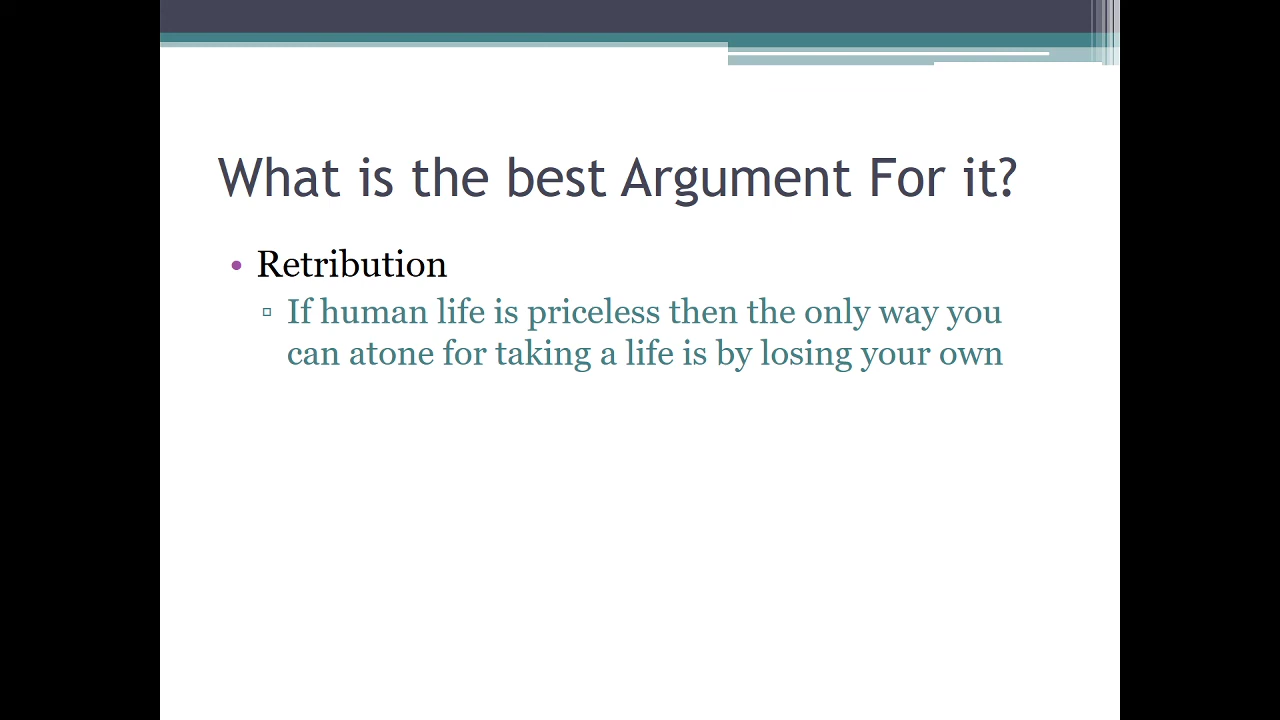 What is the best Argument For it?
• Retribution
▫ If human life is priceless then the only way you
can atone for taking a life is by losing your own